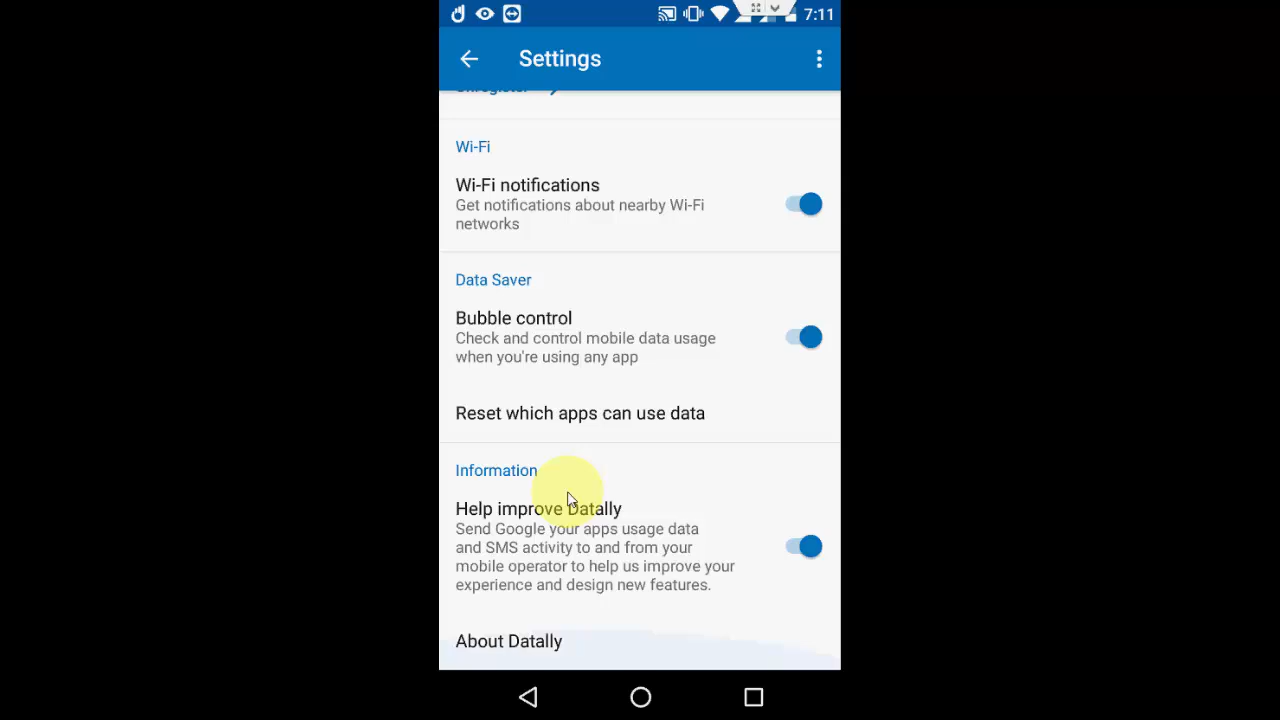 7:11
Settings
Unregister
Wi-Fi
Wi-Fi notifications
Get notifications about nearby Wi-Fi
networks
Data Saver
Bubble control
Check and control mobile data usage
when you're using any app
Reset which apps can use data
Information
Help improve Datally
Send Google your apps usage data
and SMS activity to and from your
mobile operator to help us improve your
experience and design new features.
About Datally